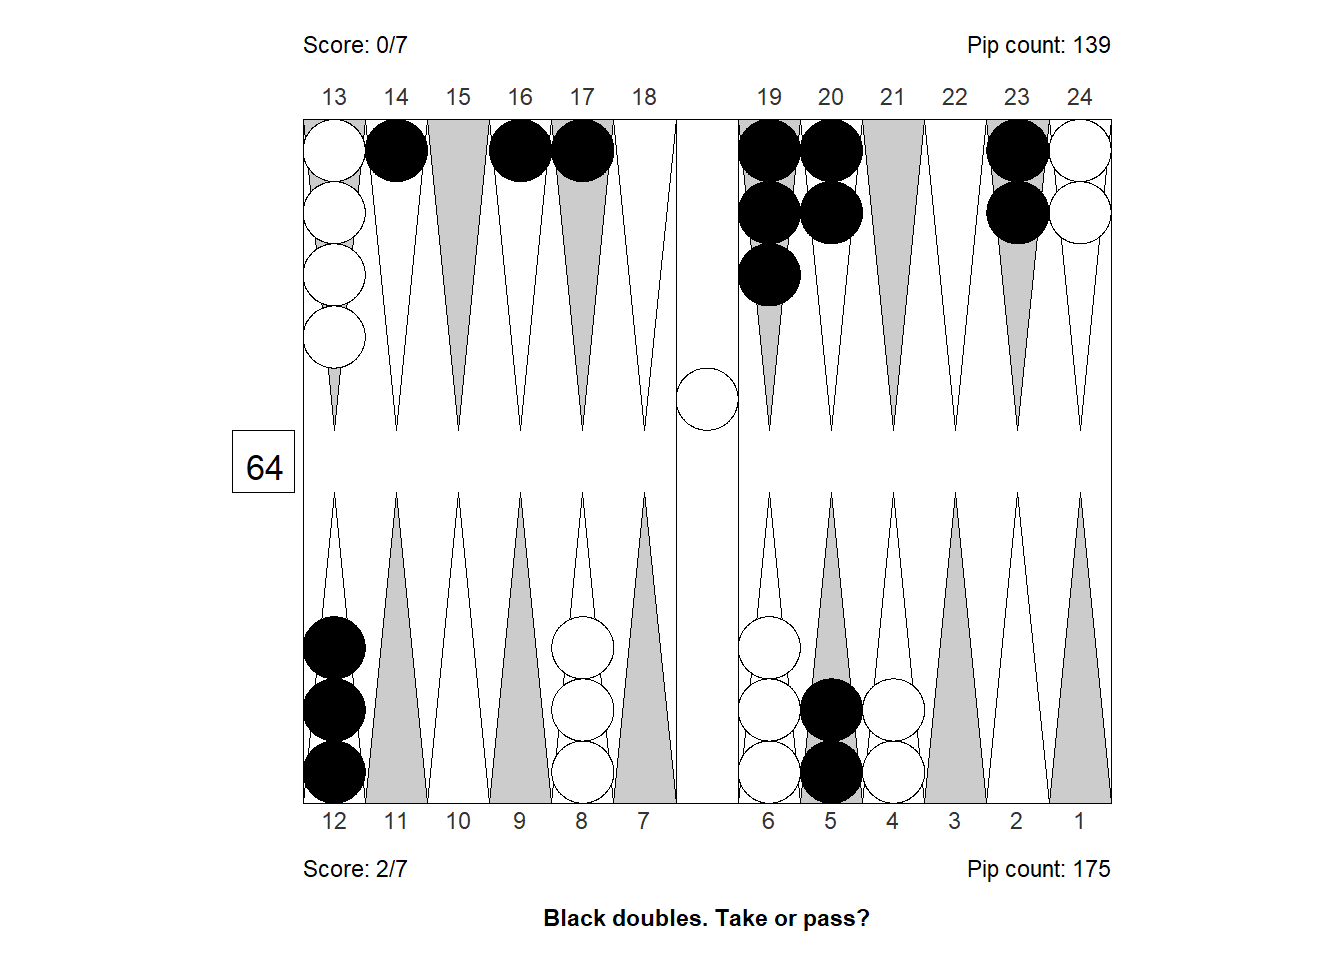 Score: 0/7 Pip count: 139
13 14 15 16 17 18 19 20 21 22 23 24
64
12 11 10 9 8 7 6 5 4 3 2 1
Score: 2/7 Pip count: 175
Black doubles. Take or pass?